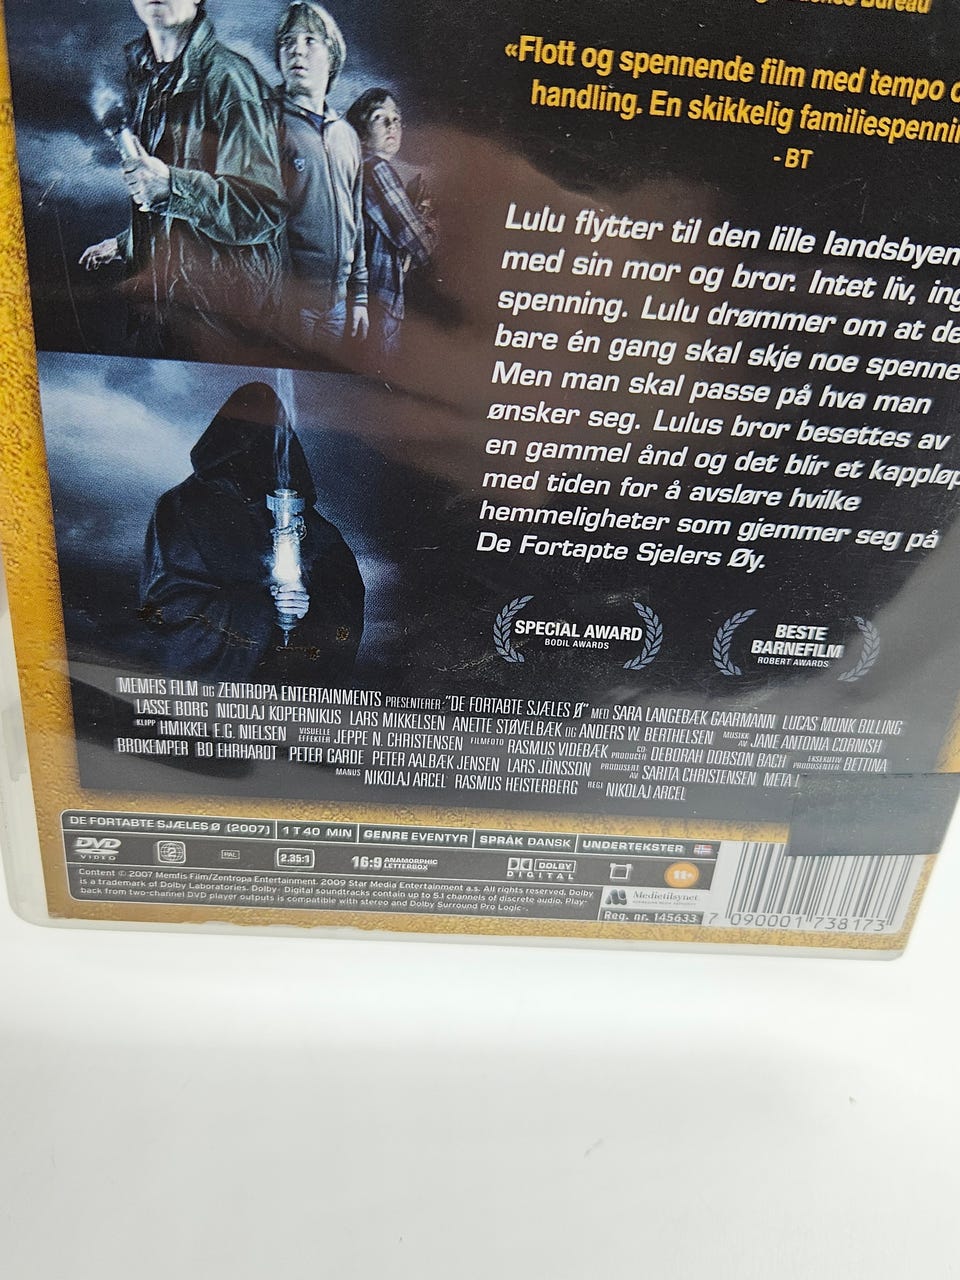 Bureau
«Flott og spennende film med tempo
handling. En skikkelig
- BT
Lulu flytter til den lille landsbyen
med sin mor og bror. Intet liv,
spenning. Lulu drømmer om at
bare én gang skal skje noe
Men man skal passe på hva man
ønsker seg. Lulus bror besettes av
en gammel ånd og det blir et
med tiden for å avsløre hvilke
hemmeligheter som gjemmer seg på
De Fortapte Sjelers Øy.
SPECIAL AWARD
BODIL AWARDS
BESTE
BARNEFILM
ROBERT AWARDS
MEMFIS FILM OG ZENTROPA ENTERTAINMENTS PRESENTERER "DE FORTABTE SJÆLES Ø" MED SARA LANGEBÆK GAARMANN LUCAS MUNK BILLING
LASSE BORG NICOLAJ KOPERNIKUS LARS MIKKELSEN ANETTE STØVELBÆK OG ANDERS W. BERTHELSEN MUSIKK AV JANE ANTONIA CORNISH
KLIPP MIKKEL E.G. NIELSEN VISUELLE EFFEKTER JEPPE N. CHRISTENSEN FILMFOTO RASMUS VIDEBÆK CO-PRODUCER DEBORAH DOBSON BACH EKSEKUTIV PRODUSENTER BETTINA
BROKEMPER BO EHRHARDT PETER GARDE PETER AALBÆK JENSEN LARS JÖNSSON PRODUSERT AV SARITA CHRISTENSEN META
MANUS NIKOLAJ ARCEL RASMUS HEISTERBERG REGI NIKOLAJ ARCEL
DE FORTABTE SJÆLES Ø (2007) 1 T 40 MIN GENRE EVENTYR SPRÅK DANSK UNDERTEKSTER
DVD VIDEO 2 PAL 2.35:1 16:9 ANAMORPHIC LETTERBOX DOLBY DIGITAL 11+
Content © 2007 Memfis Film/Zentropa Entertainment. 2009 Star Media Entertainment a.s. All rights reserved. Dolby
is a trademark of Dolby Laboratories. Dolby- Digital soundtracks contain up to 5.1 channels of discrete audio. Play-
back from two-channel DVD player outputs is compatible with stereo and Dolby Surround Pro Logic-.
Medietilsynet
Reg. nr. 145633
7 090001 738173